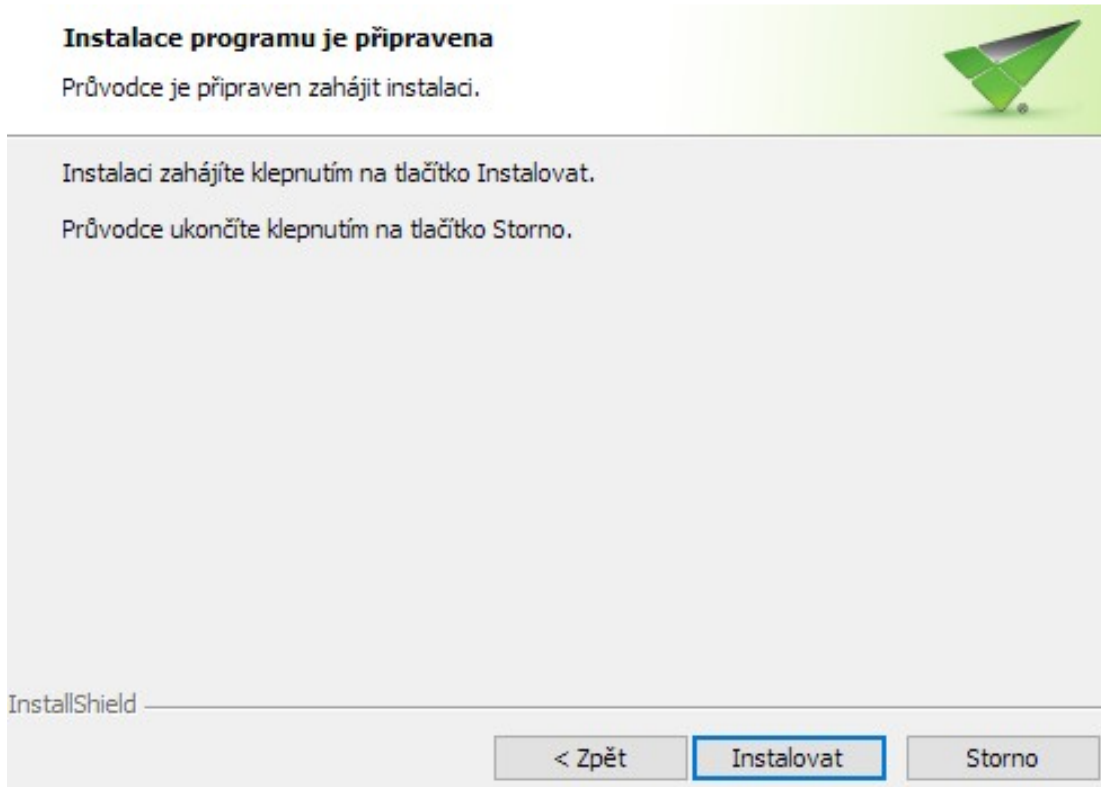 Instalace programu je připravena
Průvodce je připraven zahájit instalaci.
Instalaci zahájíte klepnutím na tlačítko Instalovat.
Průvodce ukončíte klepnutím na tlačítko Storno.
InstallShield
< Zpět
Instalovat
Storno